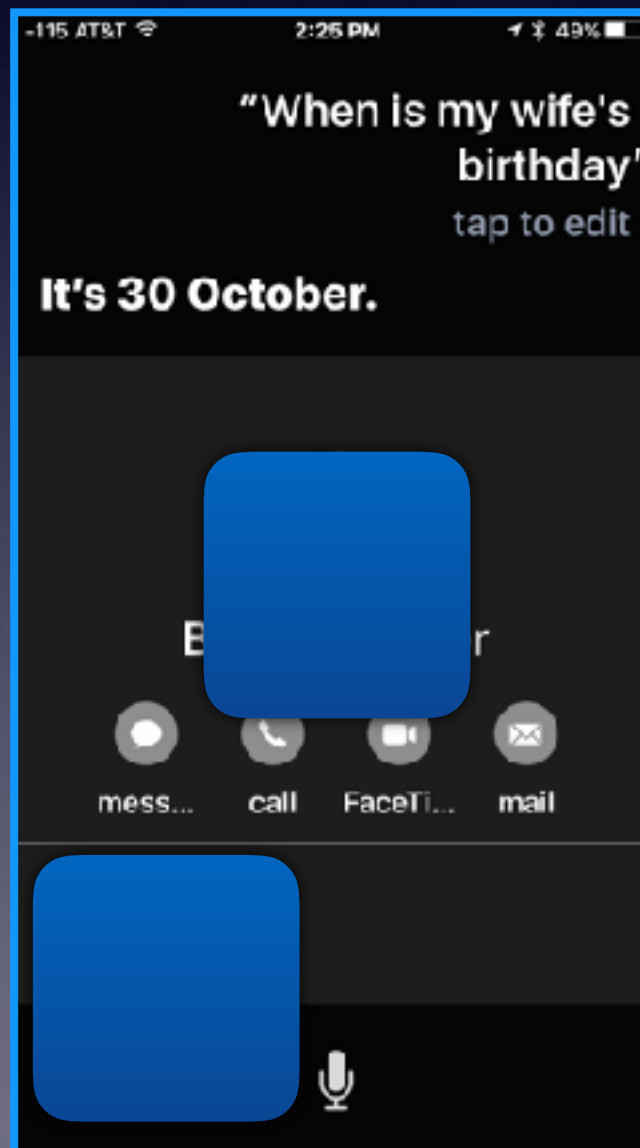 -115 AT&T 2:25 PM 49%
"When is my wife's
birthday"
tap to edit
It's 30 October.
mess... call FaceTi... mail